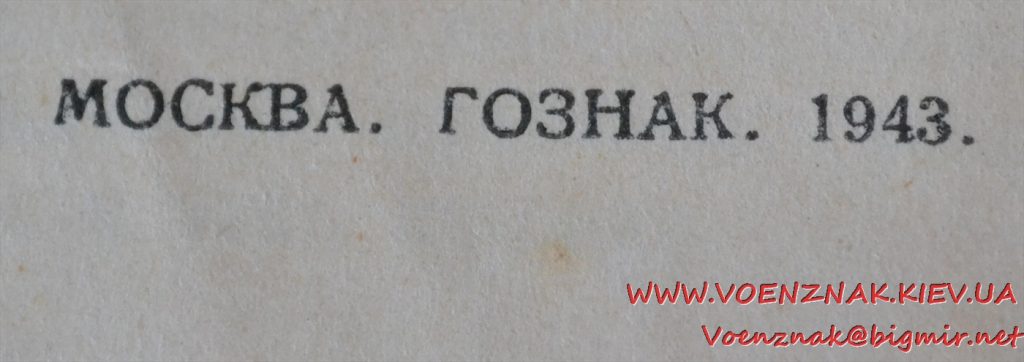 МОСКВА. ГОЗНАК. 1943.
WWW.VOENZNAK.KIEV.UA
Voenznak@bigmir.net